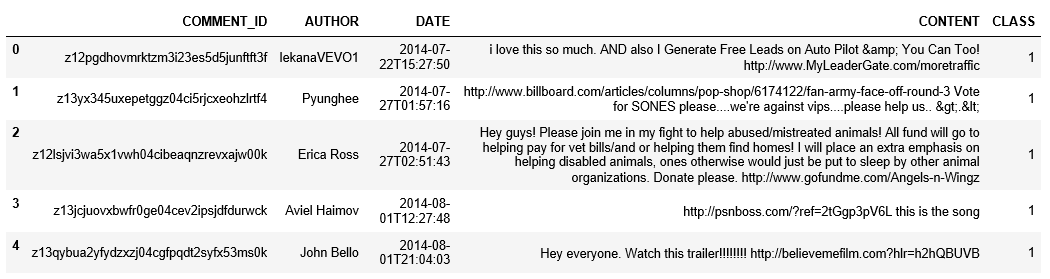 COMMENT_ID AUTHOR DATE CONTENT CLASS
0 z12pgdhovmrktzm3i23es5d5junftft3f lekanaVEVO1 2014-07-22T15:27:50 i love this so much. AND also I Generate Free Leads on Auto Pilot &amp; You Can Too!
http://www.MyLeaderGate.com/moretraffic 1
1 z13yx345uxepetggz04ci5rjcxeohzlrtf4 Pyunghee 2014-07-27T01:57:16 http://www.billboard.com/articles/columns/pop-shop/6174122/fan-army-face-off-round-3 Vote
for SONES please....we're against vips....please help us.. &gt;.&lt; 1
2 z12lsjvi3wa5x1vwh04cibeaqnzrevxajw00k Erica Ross 2014-07-27T02:51:43 Hey guys! Please join me in my fight to help abused/mistreated animals! All fund will go to
helping pay for vet bills/and or helping them find homes! I will place an extra emphasis on
helping disabled animals, ones otherwise would just be put to sleep by other animal
organizations. Donate please. http://www.gofundme.com/Angels-n-Wingz 1
3 z13jcjuovxbwfr0ge04cev2ipsjdfdurwck Aviel Haimov 2014-08-01T12:27:48 http://psnboss.com/?ref=2tGgp3pV6L this is the song 1
4 z13qybua2yfydzxzj04cgfpqdt2syfx53ms0k John Bello 2014-08-01T21:04:03 Hey everyone. Watch this trailer!!!!!!!! http://believemefilm.com?hlr=h2hQBUVB 1